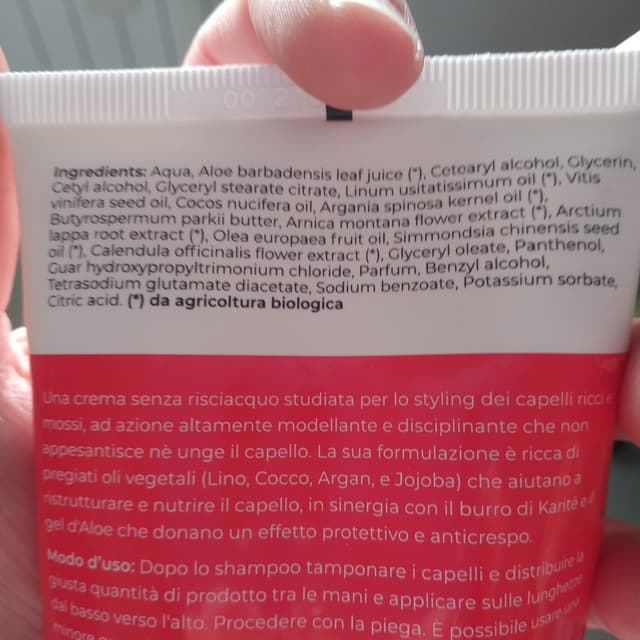 Ingredients: Aqua, Aloe barbadensis leaf juice (*), Cetearyl alcohol, Glycerin,
Cetyl alcohol, Glyceryl stearate citrate, Linum usitatissimum oil (*), Vitis
vinifera seed oil, Cocos nucifera oil, Argania spinosa kernel oil (*),
Butyrospermum parkii butter, Arnica montana flower extract (*), Arctium
lappa root extract (*), Olea europaea fruit oil, Simmondsia chinensis seed
oil (*), Calendula officinalis flower extract (*), Glyceryl oleate, Panthenol,
Guar hydroxypropyltrimonium chloride, Parfum, Benzyl alcohol,
Tetrasodium glutamate diacetate, Sodium benzoate, Potassium sorbate,
Citric acid. (*) da agricoltura biologica
Una crema senza risciacquo studiata per lo styling dei capelli ricci e
mossi, ad azione altamente modellante e disciplinante che non
appesantisce nè unge il capello. La sua formulazione è ricca di
pregiati oli vegetali (Lino, Cocco, Argan, e Jojoba) che aiutano a
ristrutturare e nutrire il capello, in sinergia con il burro di Karité e il
gel d'Aloe che donano un effetto protettivo e anticrespo.
Modo d'uso: Dopo lo shampoo tamponare i capelli e distribuire la
giusta quantità di prodotto tra le mani e applicare sulle lunghezze
dal basso verso l'alto. Procedere con la piega. È possibile usare una
minore